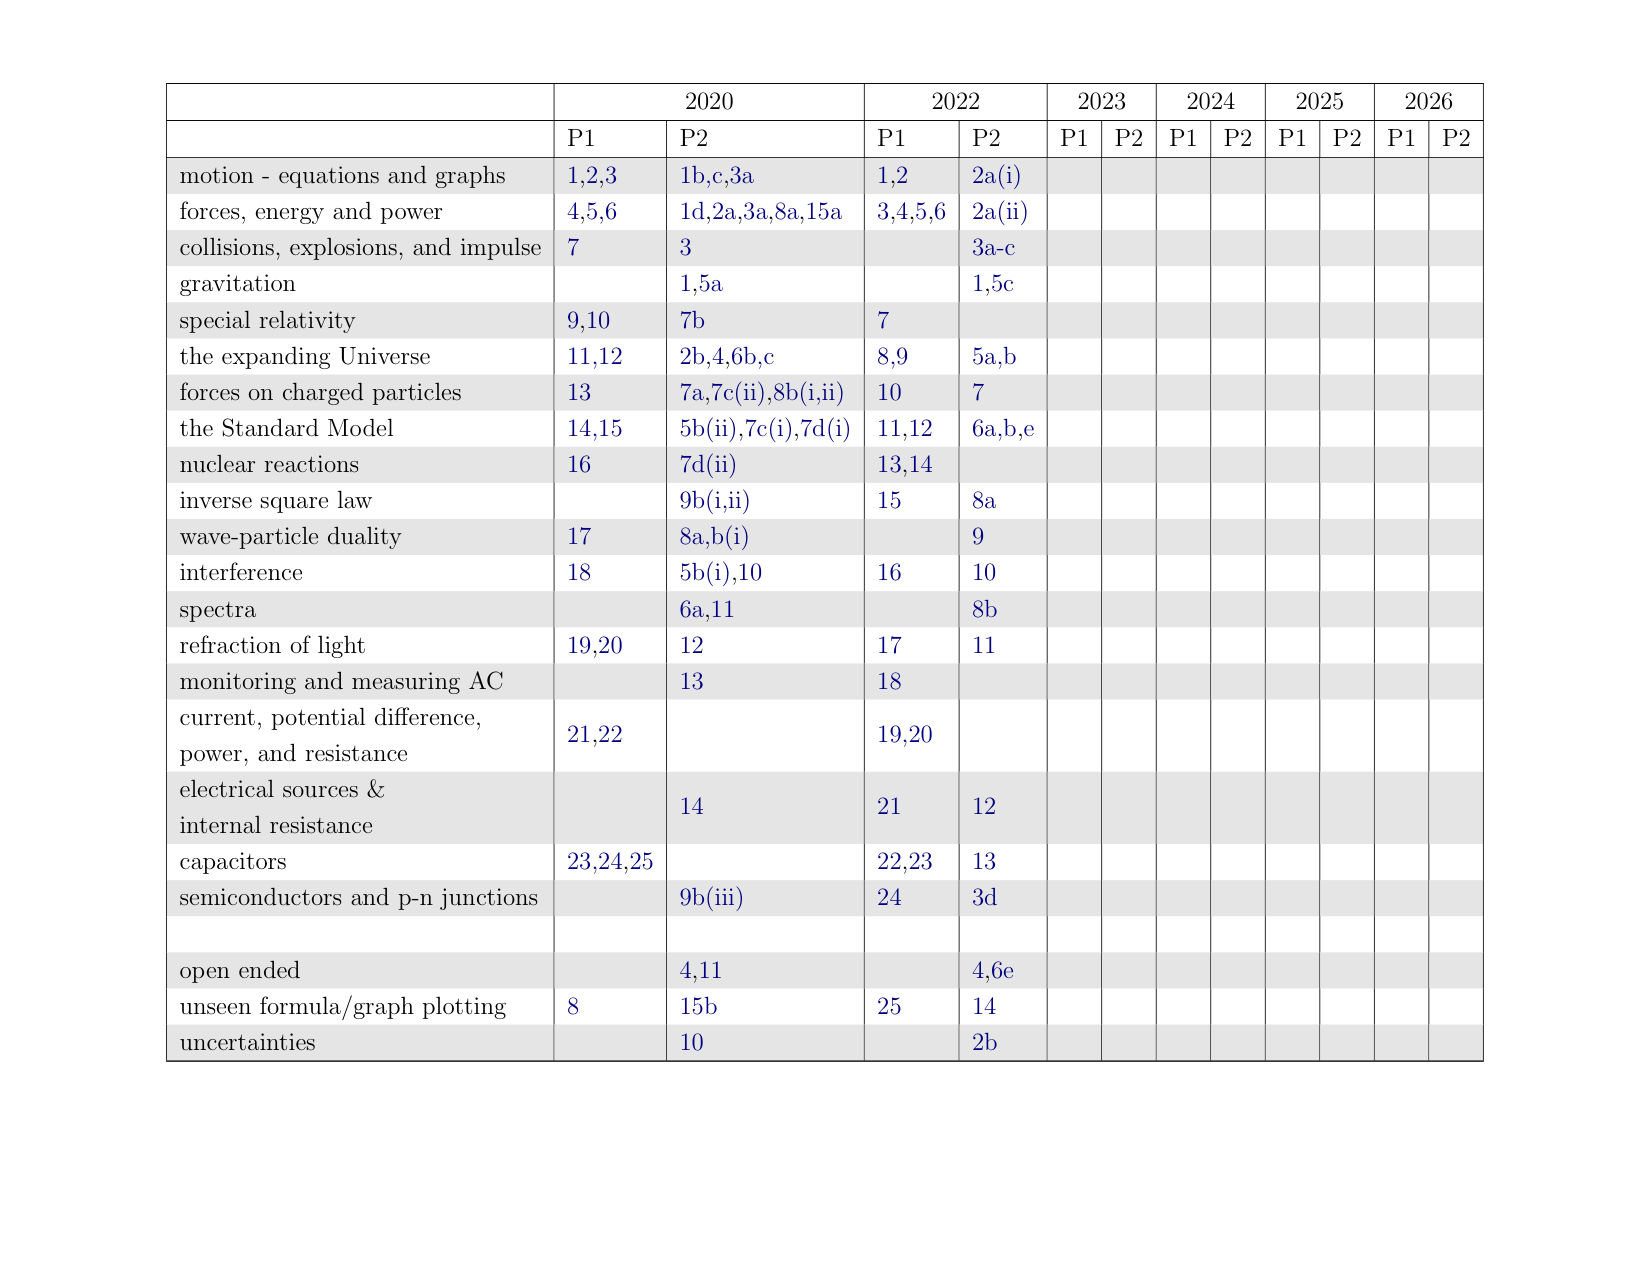 2020 2022 2023 2024 2025 2026
P1 P2 P1 P2 P1 P2 P1 P2 P1 P2 P1 P2
motion - equations and graphs 1,2,3 1b,c,3a 1,2 2a(i)
forces, energy and power 4,5,6 1d,2a,3a,8a,15a 3,4,5,6 2a(ii)
collisions, explosions, and impulse 7 3 3a-c
gravitation 1,5a 1,5c
special relativity 9,10 7b 7
the expanding Universe 11,12 2b,4,6b,c 8,9 5a,b
forces on charged particles 13 7a,7c(ii),8b(i,ii) 10 7
the Standard Model 14,15 5b(ii),7c(i),7d(i) 11,12 6a,b,e
nuclear reactions 16 7d(ii) 13,14
inverse square law 9b(i,ii) 15 8a
wave-particle duality 17 8a,b(i) 9
interference 18 5b(i),10 16 10
spectra 6a,11 8b
refraction of light 19,20 12 17 11
monitoring and measuring AC 13 18
current, potential difference,
power, and resistance 21,22 19,20
electrical sources &
internal resistance 14 21 12
capacitors 23,24,25 22,23 13
semiconductors and p-n junctions 9b(iii) 24 3d
open ended 4,11 4,6e
unseen formula/graph plotting 8 15b 25 14
uncertainties 10 2b